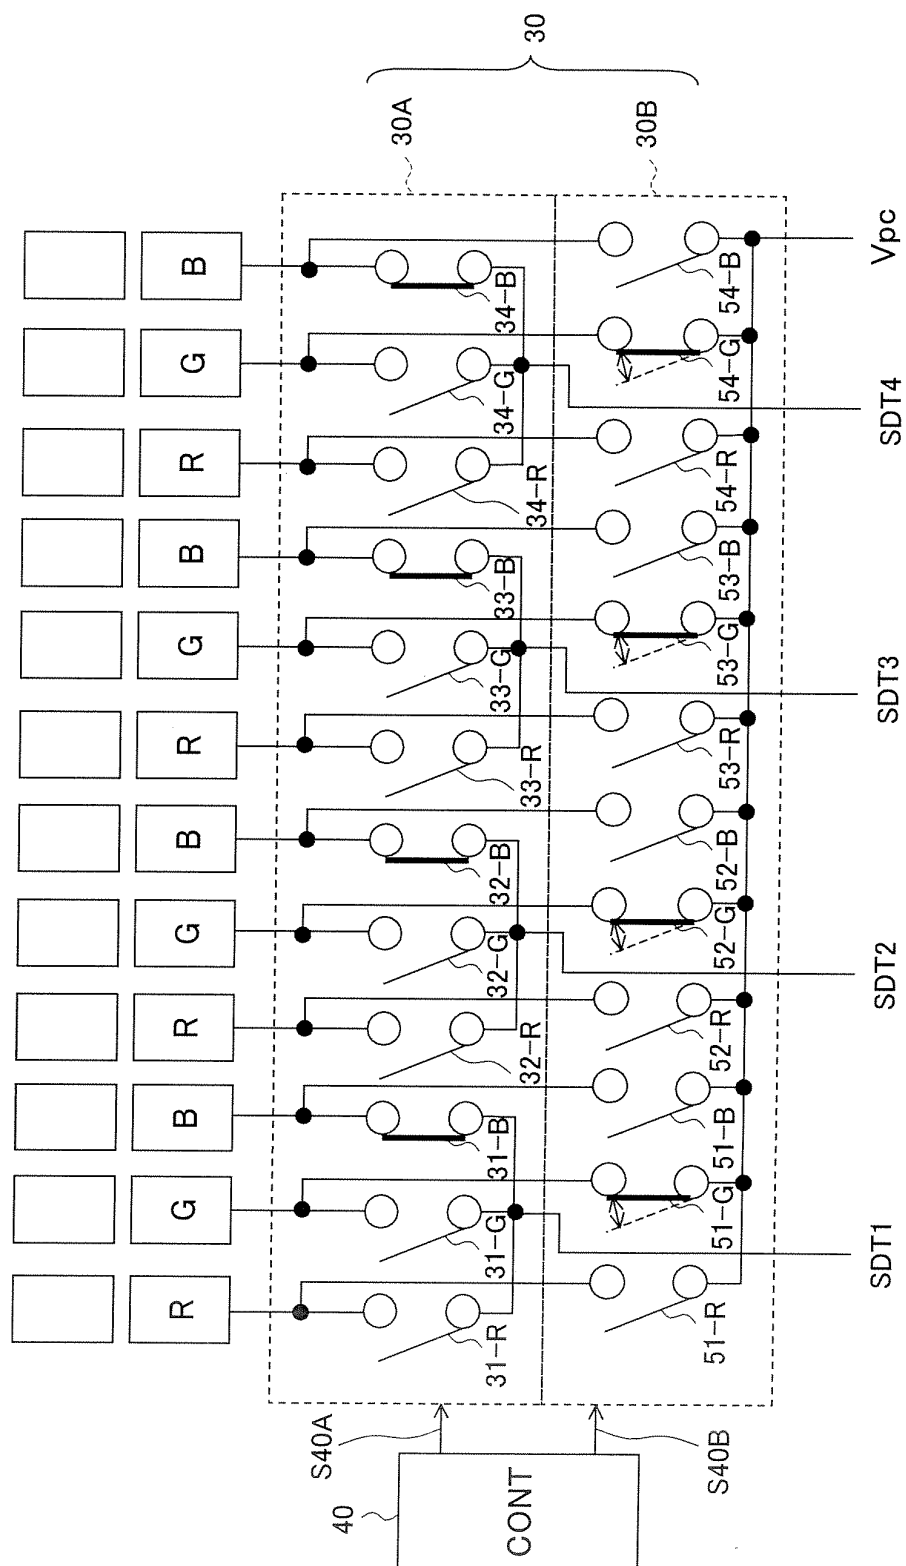 30
30A
30B
R
G
B
R
G
B
R
G
B
R
G
B
31-R
31-G
31-B
32-R
32-G
32-B
33-R
33-G
33-B
34-R
34-G
34-B
51-R
51-G
51-B
52-R
52-G
52-B
53-R
53-G
53-B
54-R
54-G
54-B
40
CONT
S40A
S40B
SDT1
SDT2
SDT3
SDT4
Vpc